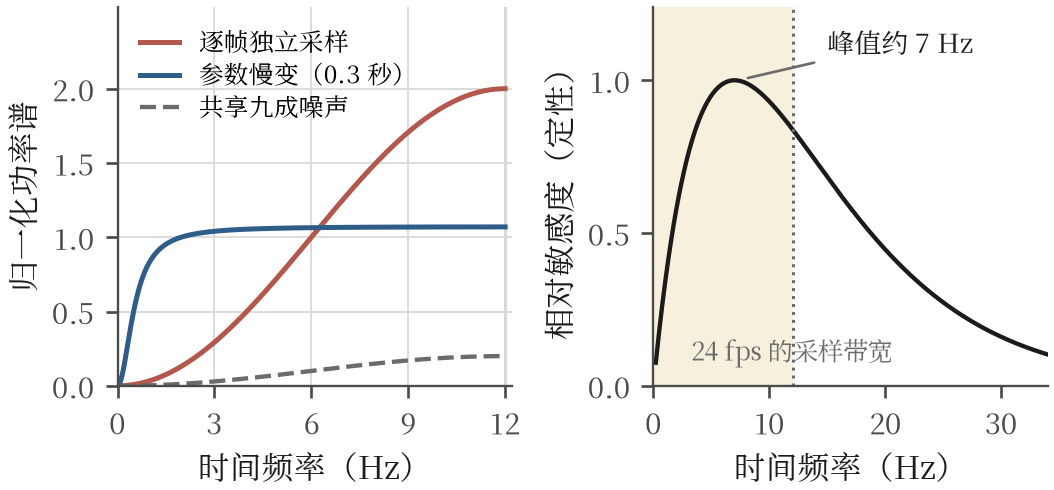 归一化功率谱
2.0
1.5
1.0
0.5
0.0
逐帧独立采样
参数慢变（0.3 秒）
共享九成噪声
0 3 6 9 12
时间频率（Hz）
相对敏感度（定性）
1.0
0.5
0.0
峰值约 7 Hz
24 fps 的采样带宽
0 10 20 30
时间频率（Hz）